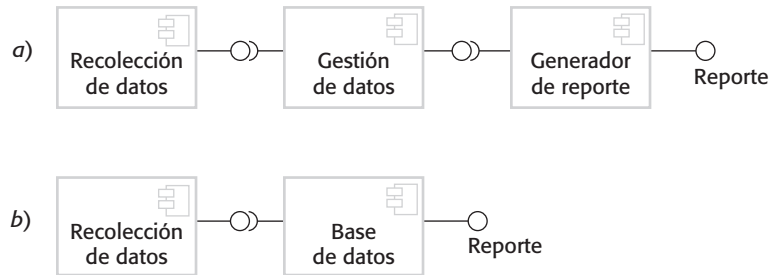 a)
Recolección
de datos
Gestión
de datos
Generador
de reporte
Reporte
b)
Recolección
de datos
Base
de datos
Reporte